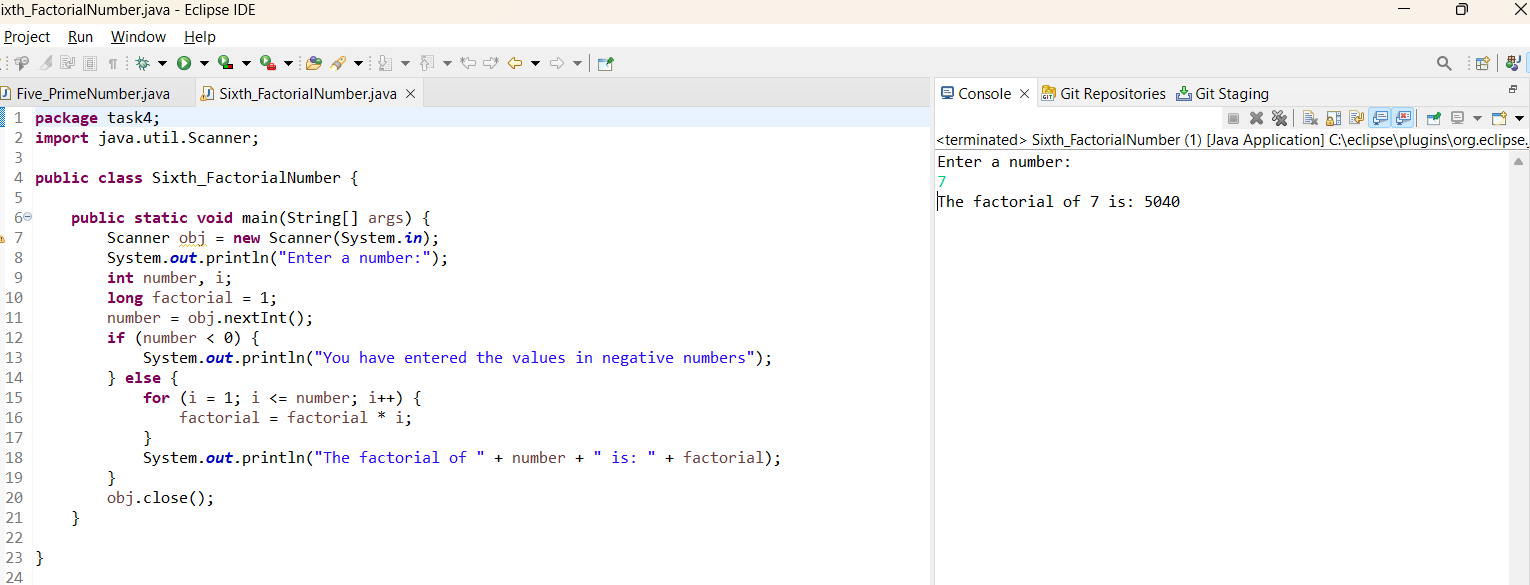 ixth_FactorialNumber.java - Eclipse IDE
Project Run Window Help
Five_PrimeNumber.java Sixth_FactorialNumber.java
1 package task4;
2 import java.util.Scanner;
3
4 public class Sixth_FactorialNumber {
5
6 public static void main(String[] args) {
7 Scanner obj = new Scanner(System.in);
8 System.out.println("Enter a number:");
9 int number, i;
10 long factorial = 1;
11 number = obj.nextInt();
12 if (number < 0) {
13 System.out.println("You have entered the values in negative numbers");
14 } else {
15 for (i = 1; i <= number; i++) {
16 factorial = factorial * i;
17 }
18 System.out.println("The factorial of " + number + " is: " + factorial);
19 }
20 obj.close();
21 }
22
23 }
24
Console Git Repositories Git Staging
<terminated> Sixth_FactorialNumber (1) [Java Application] C:\eclipse\plugins\org.eclipse.
Enter a number:
7
The factorial of 7 is: 5040